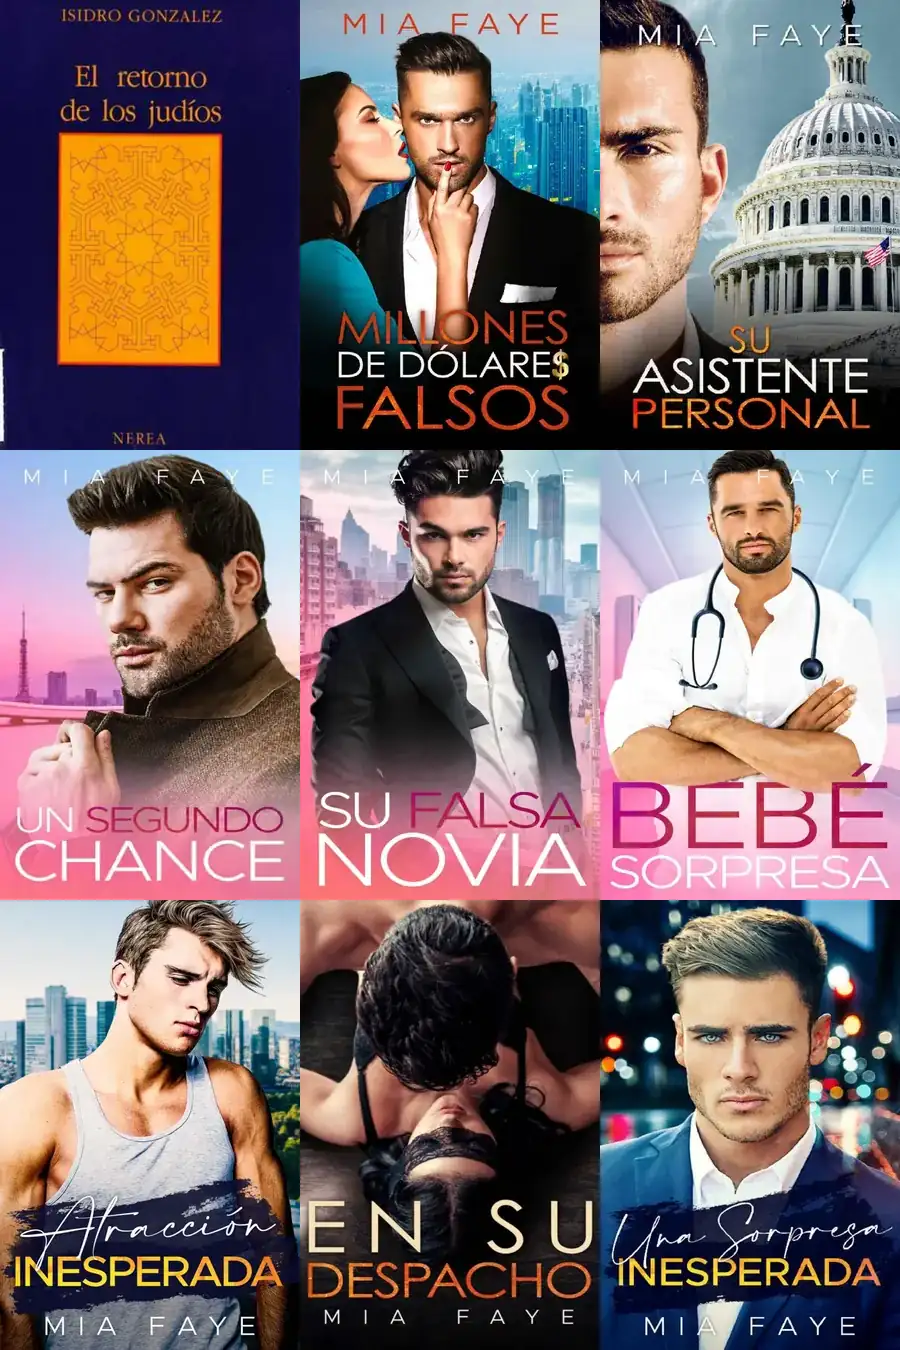 ISIDRO GONZALEZ
El retorno
de los judíos
NEREA
MIA FAYE
MILLONES
DE DÓLARE$
FALSOS
MIA FAYE
SU
ASISTENTE
PERSONAL
MIA FAYE
UN SEGUNDO
CHANCE
MIA FAYE
SU FALSA
NOVIA
MIA FAYE
BEBÉ
SORPRESA
Atracción
INESPERADA
MIA FAYE
EN SU
DESPACHO
MIA FAYE
Una Sorpresa
INESPERADA
MIA FAYE